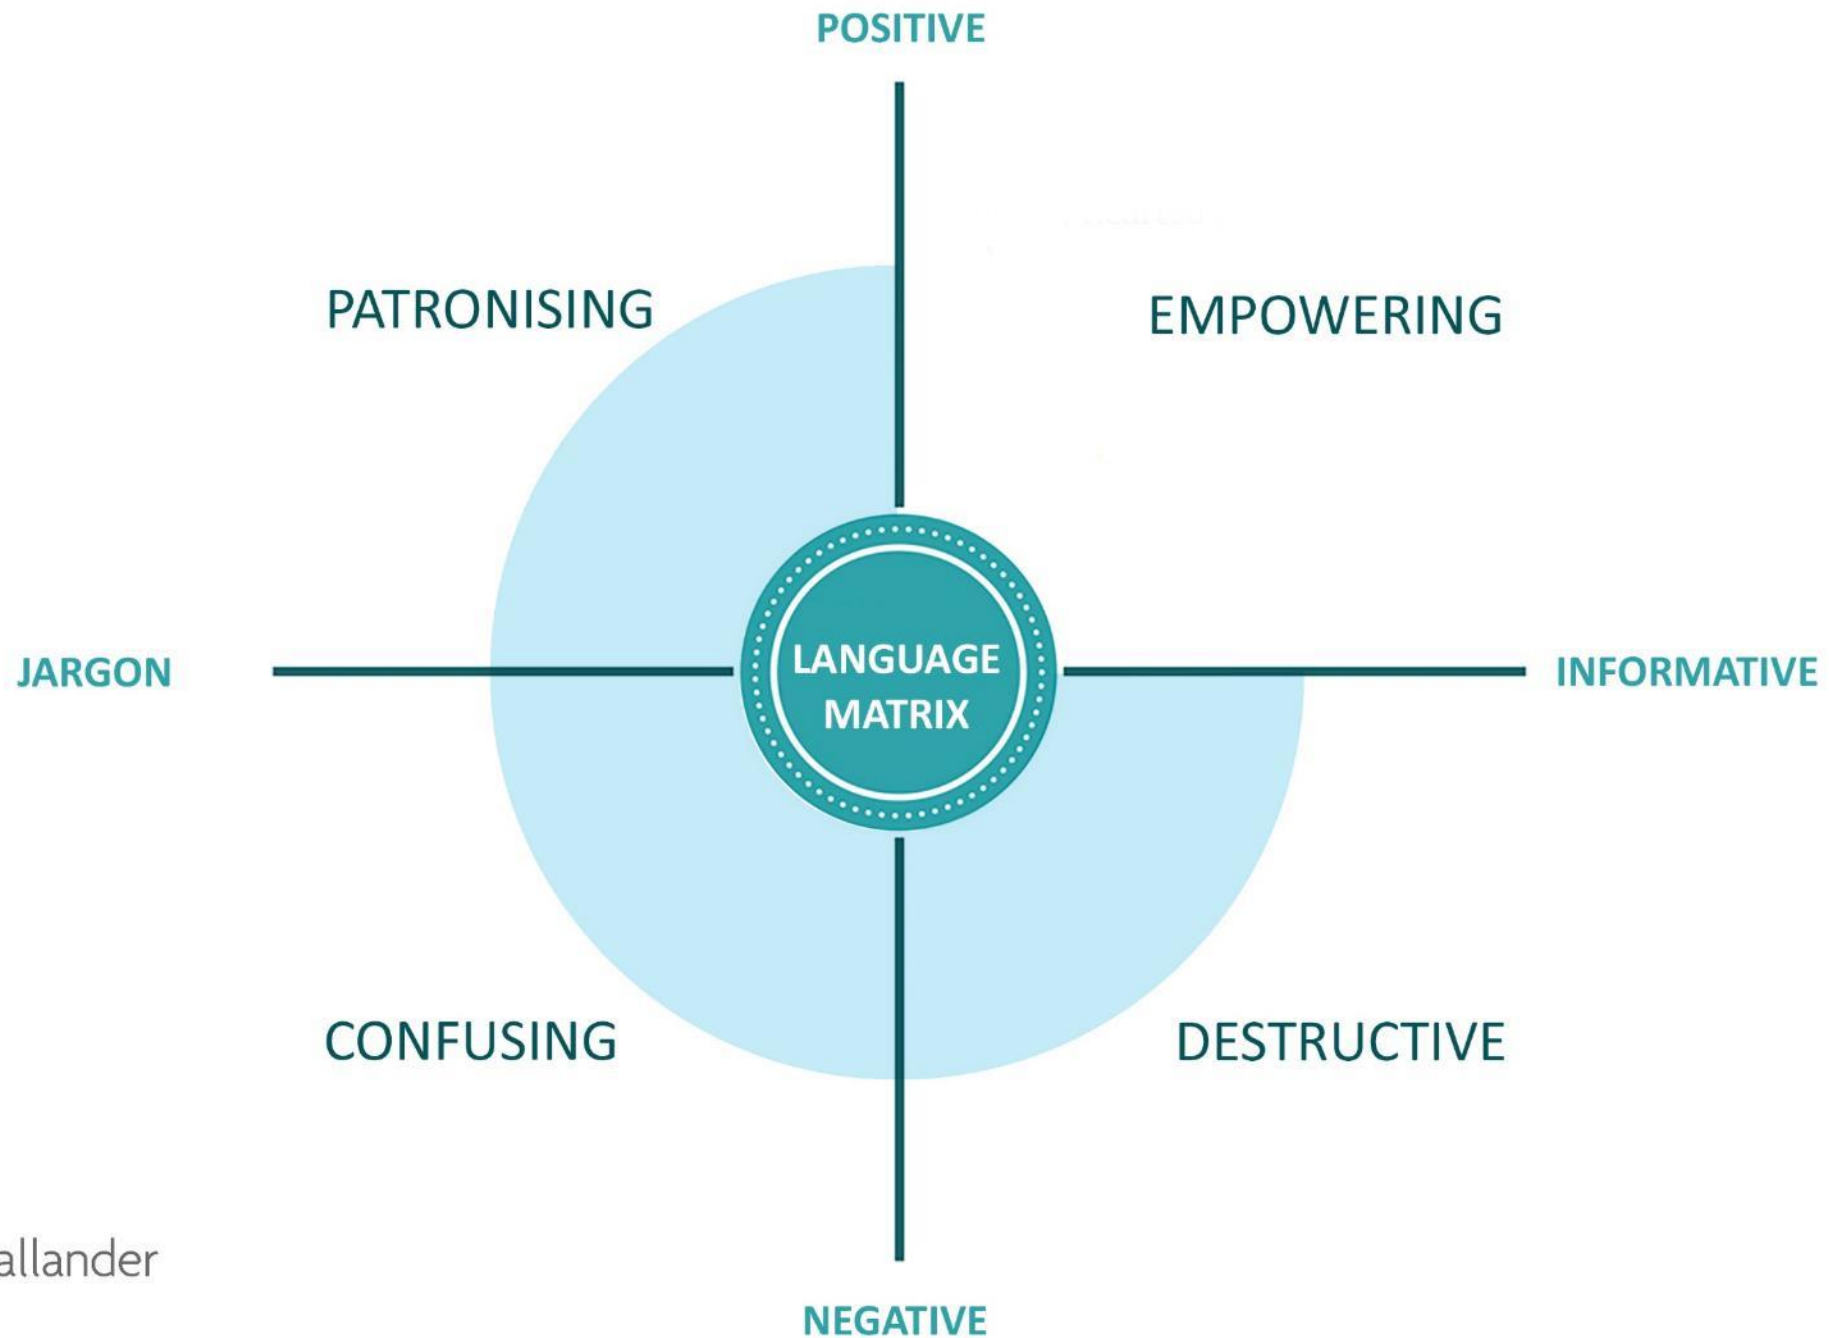 POSITIVE
PATRONISING
EMPOWERING
JARGON
LANGUAGE
MATRIX
INFORMATIVE
CONFUSING
DESTRUCTIVE
allander
NEGATIVE